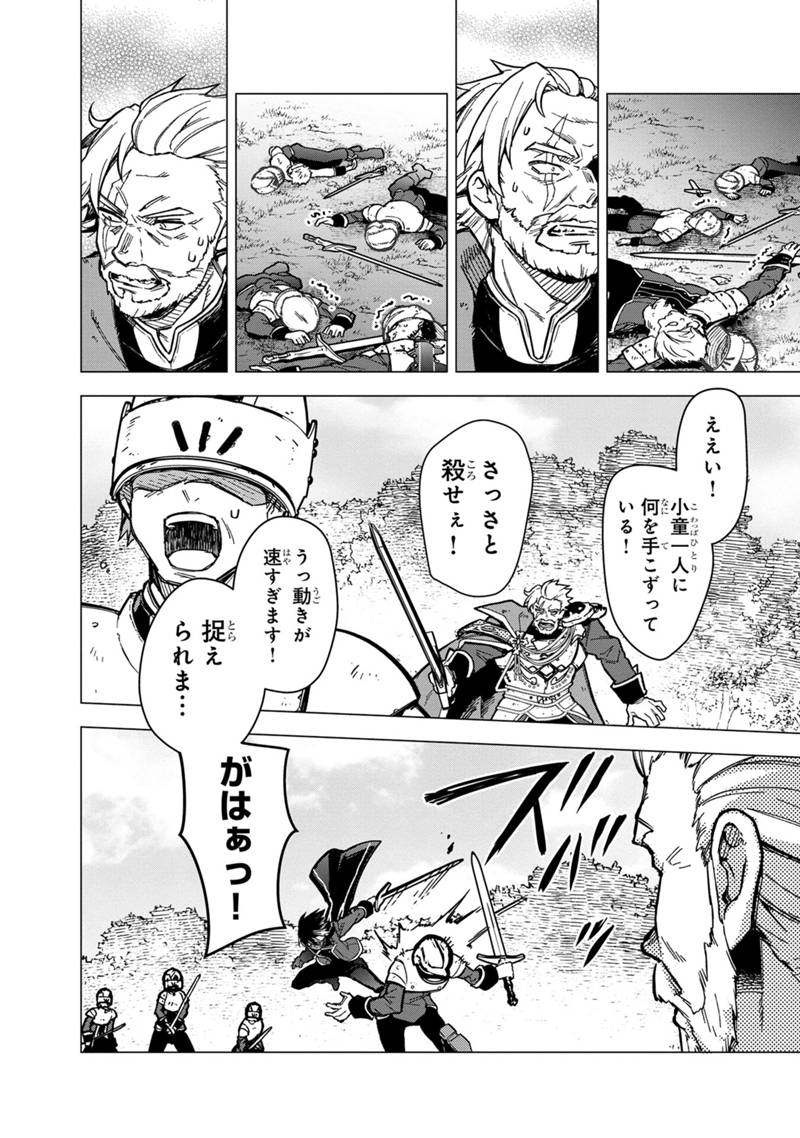 ええい！
小童一人に
何を手こずって
いる！
さっさと
殺せぇ！
うっ動きが
速すぎます！
捉え
られま…
がはぁっ！
ズバッ